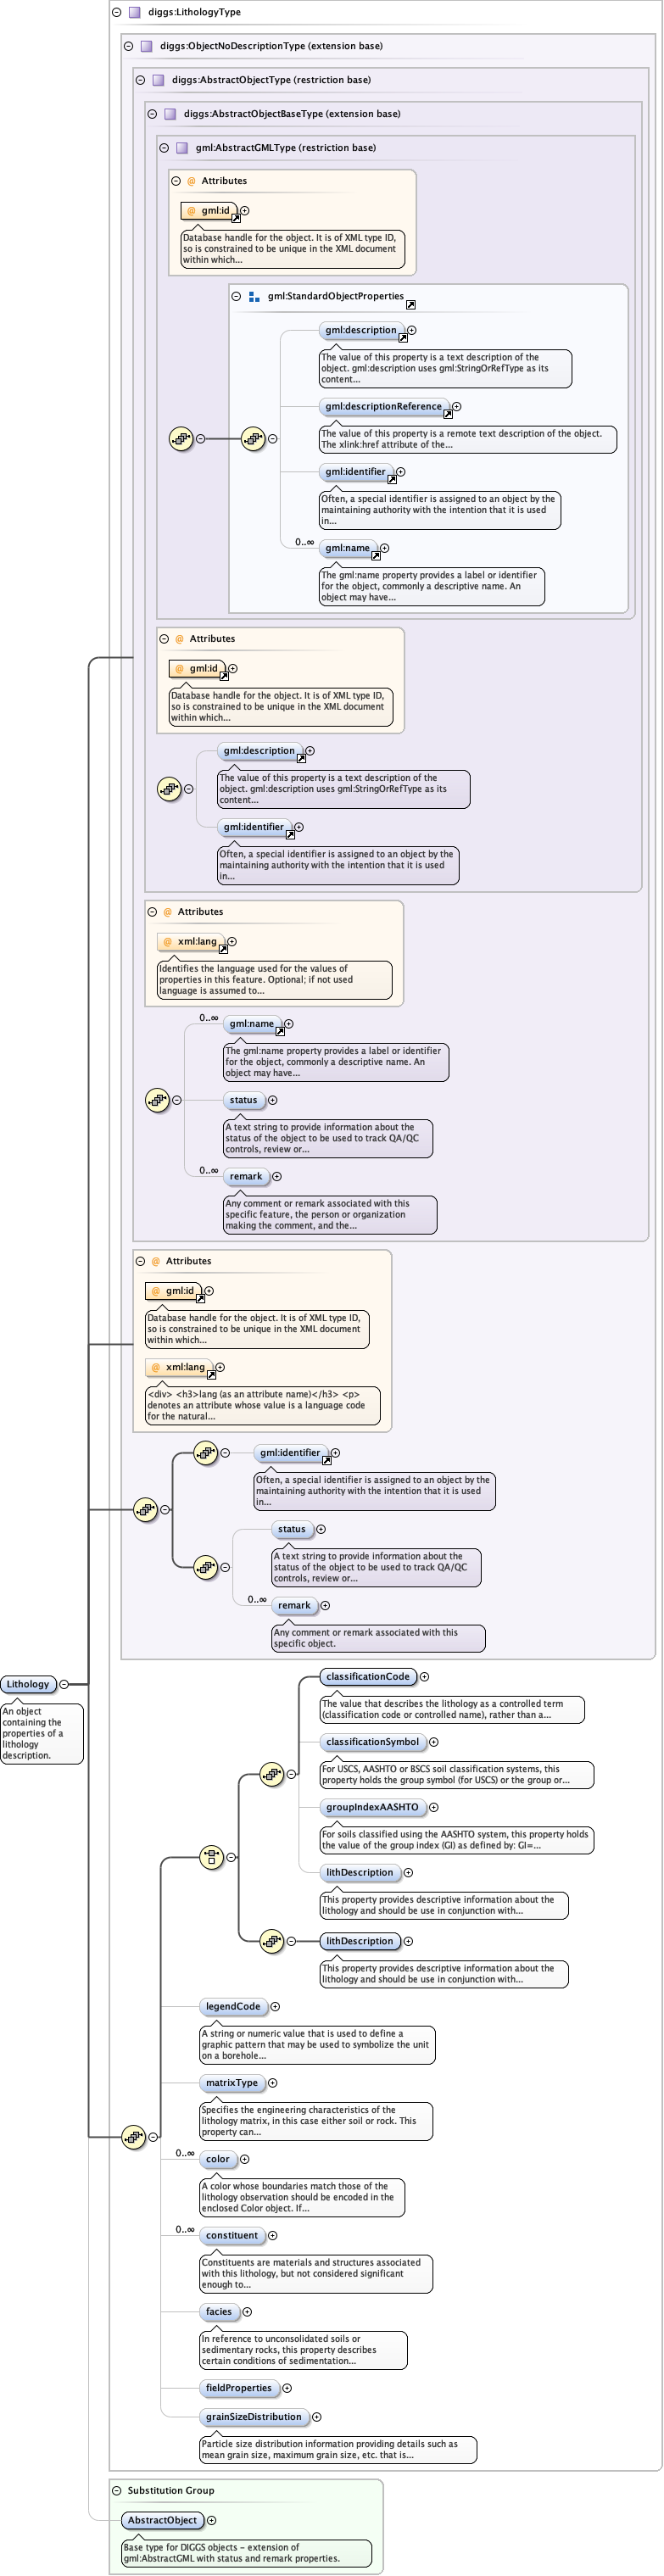 diggs:LithologyType
diggs:ObjectNoDescriptionType (extension base)
diggs:AbstractObjectType (restriction base)
diggs:AbstractObjectBaseType (extension base)
gml:AbstractGMLType (restriction base)
@ Attributes
@ gml:id
Database handle for the object. It is of XML type ID,
so is constrained to be unique in the XML document
within which...
gml:StandardObjectProperties
gml:description
The value of this property is a text description of the
object. gml:description uses gml:StringOrRefType as its
content...
gml:descriptionReference
The value of this property is a remote text description of the object.
The xlink:href attribute of the...
gml:identifier
Often, a special identifier is assigned to an object by the
maintaining authority with the intention that it is used
in...
0..∞
gml:name
The gml:name property provides a label or identifier
for the object, commonly a descriptive name. An
object may have...
@ Attributes
@ gml:id
Database handle for the object. It is of XML type ID,
so is constrained to be unique in the XML document
within which...
gml:description
The value of this property is a text description of the
object. gml:description uses gml:StringOrRefType as its
content...
gml:identifier
Often, a special identifier is assigned to an object by the
maintaining authority with the intention that it is used
in...
@ Attributes
@ xml:lang
Identifies the language used for the values of
properties in this feature. Optional; if not used
language is assumed to...
0..∞
gml:name
The gml:name property provides a label or identifier
for the object, commonly a descriptive name. An
object may have...
status
A text string to provide information about the
status of the object to be used to track QA/QC
controls, review or...
0..∞
remark
Any comment or remark associated with this
specific feature, the person or organization
making the comment, and the...
@ Attributes
@ gml:id
Database handle for the object. It is of XML type ID,
so is constrained to be unique in the XML document
within which...
@ xml:lang
<div> <h3>lang (as an attribute name)</h3> <p>
denotes an attribute whose value is a language code
for the natural...
gml:identifier
Often, a special identifier is assigned to an object by the
maintaining authority with the intention that it is used
in...
status
A text string to provide information about the
status of the object to be used to track QA/QC
controls, review or...
0..∞
remark
Any comment or remark associated with this
specific object.
Lithology
An object
containing the
properties of a
lithology
description.
classificationCode
The value that describes the lithology as a controlled term
(classification code or controlled name), rather than a...
classificationSymbol
For USCS, AASHTO or BSCS soil classification systems, this
property holds the group symbol (for USCS) or the group or...
groupIndexAASHTO
For soils classified using the AASHTO system, this property holds
the value of the group index (GI) as defined by: GI=...
lithDescription
This property provides descriptive information about the
lithology and should be use in conjunction with...
lithDescription
This property provides descriptive information about the
lithology and should be use in conjunction with...
legendCode
A string or numeric value that is used to define a
graphic pattern that may be used to symbolize the unit
on a borehole...
matrixType
Specifies the engineering characteristics of the
lithology matrix, in this case either soil or rock. This
property can...
0..∞
color
A color whose boundaries match those of the
lithology observation should be encoded in the
enclosed Color object. If...
0..∞
constituent
Constituents are materials and structures associated
with this lithology, but not considered significant
enough to...
facies
In reference to unconsolidated soils or
sedimentary rocks, this property describes
certain conditions of sedimentation...
fieldProperties
grainSizeDistribution
Particle size distribution information providing details such as
mean grain size, maximum grain size, etc. that is...
Substitution Group
AbstractObject
Base type for DIGGS objects - extension of
gml:AbstractGML with status and remark properties.